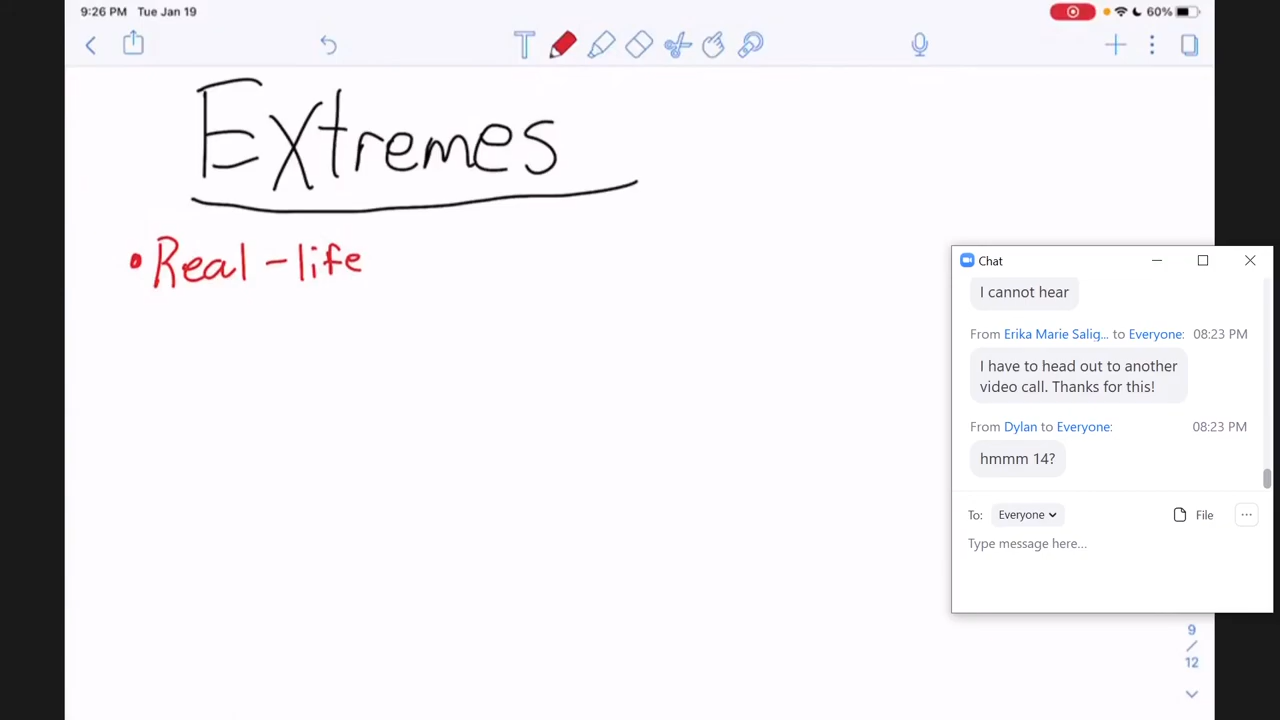 9:26 PM Tue Jan 19
60%
T
Extremes
• Real-life
Chat
I cannot hear
From Erika Marie Salig... to Everyone: 08:23 PM
I have to head out to another
video call. Thanks for this!
From Dylan to Everyone: 08:23 PM
hmmm 14?
To: Everyone File ...
Type message here...
9
/
12